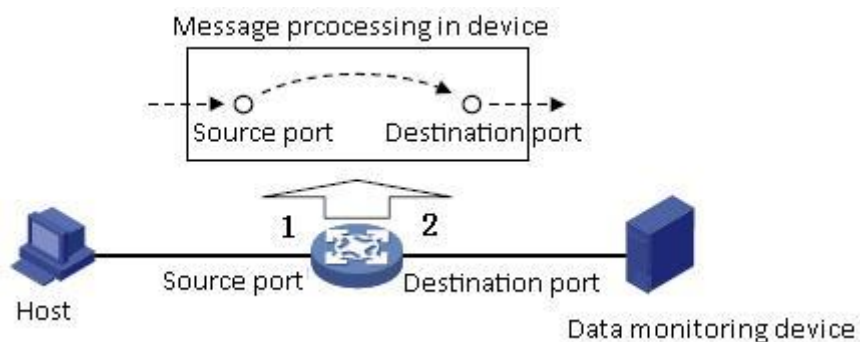 Message prcocessing in device
Source port
Destination port
1
2
Source port
Destination port
Host
Data monitoring device